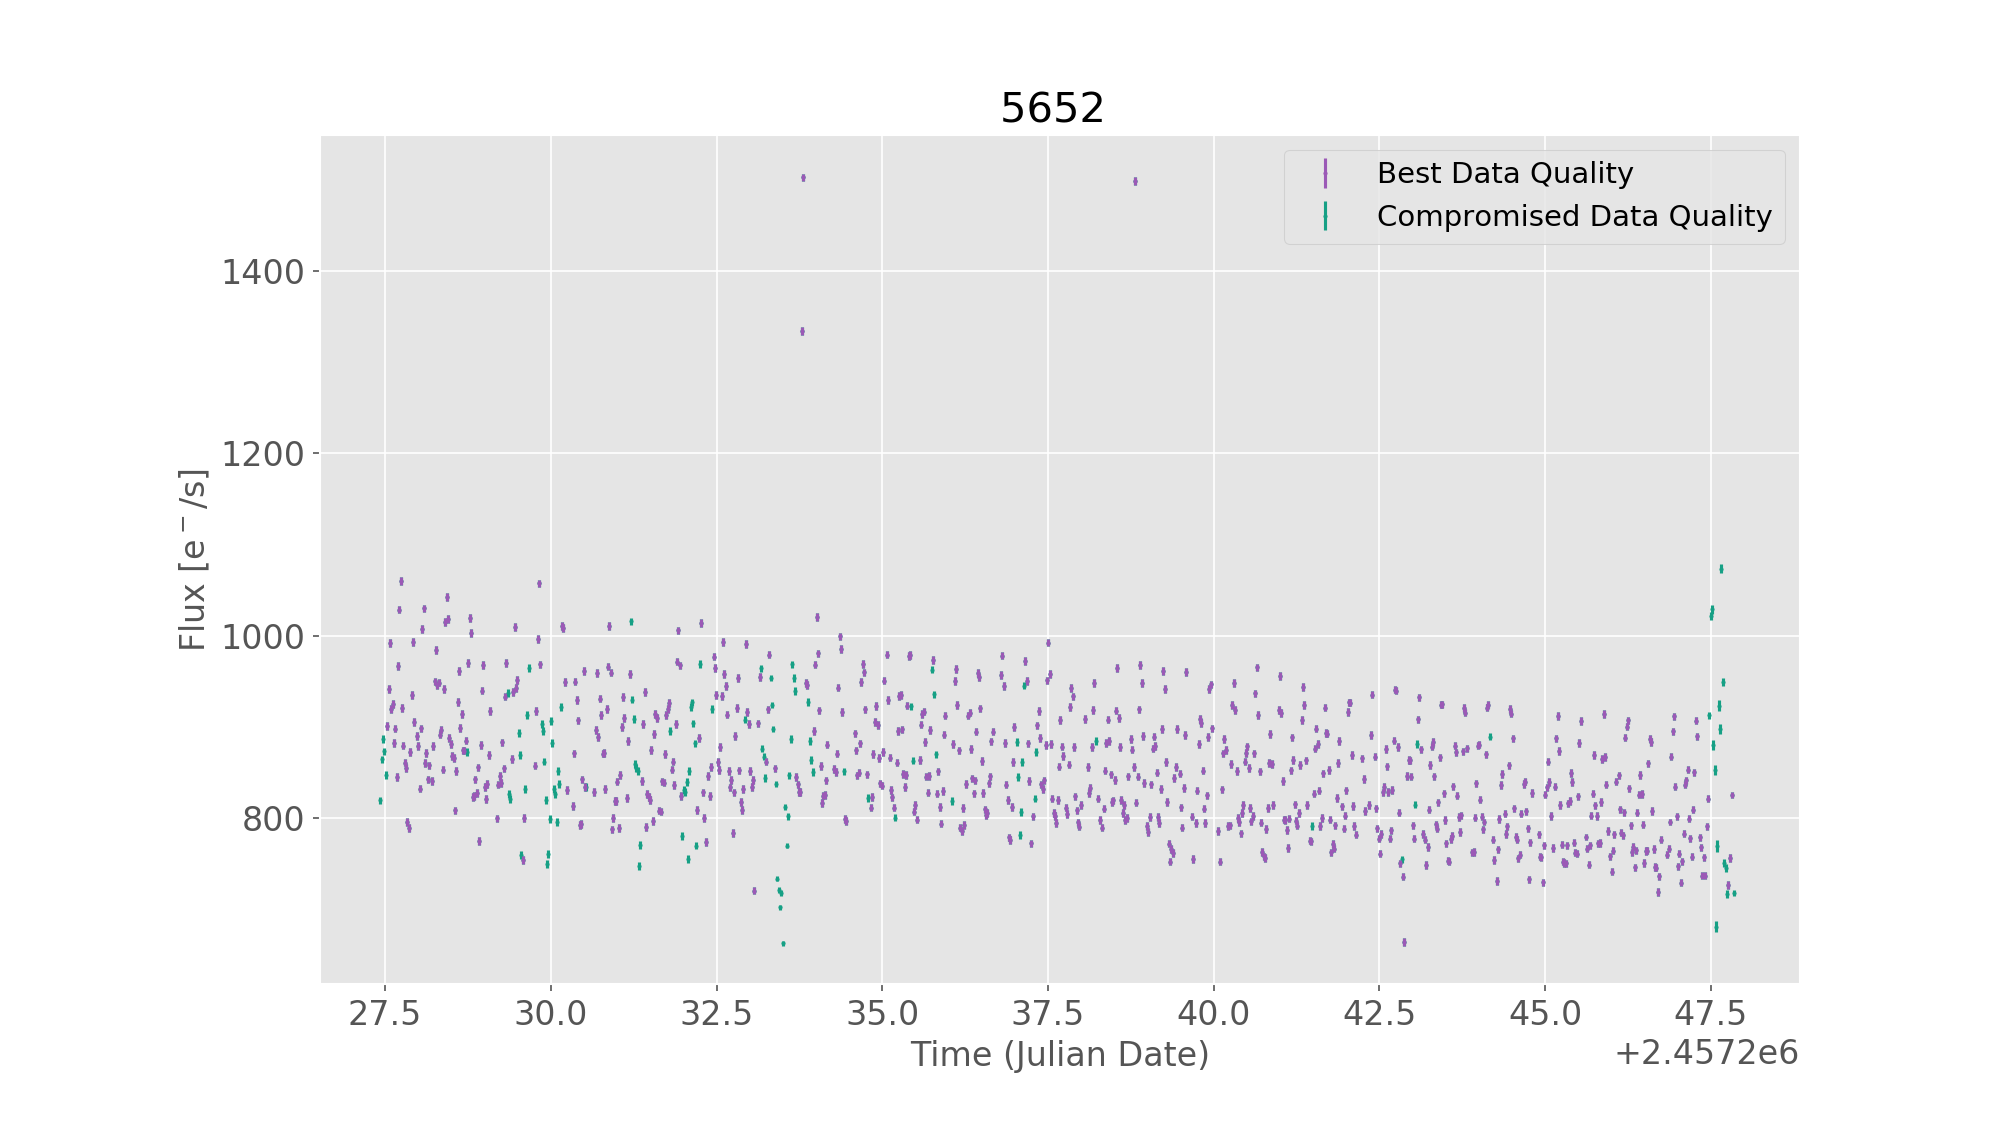 5652
Best Data Quality
Compromised Data Quality
1400
1200
1000
800
Flux [e⁻/s]
27.5 30.0 32.5 35.0 37.5 40.0 42.5 45.0 47.5
Time (Julian Date)
+2.4572e6